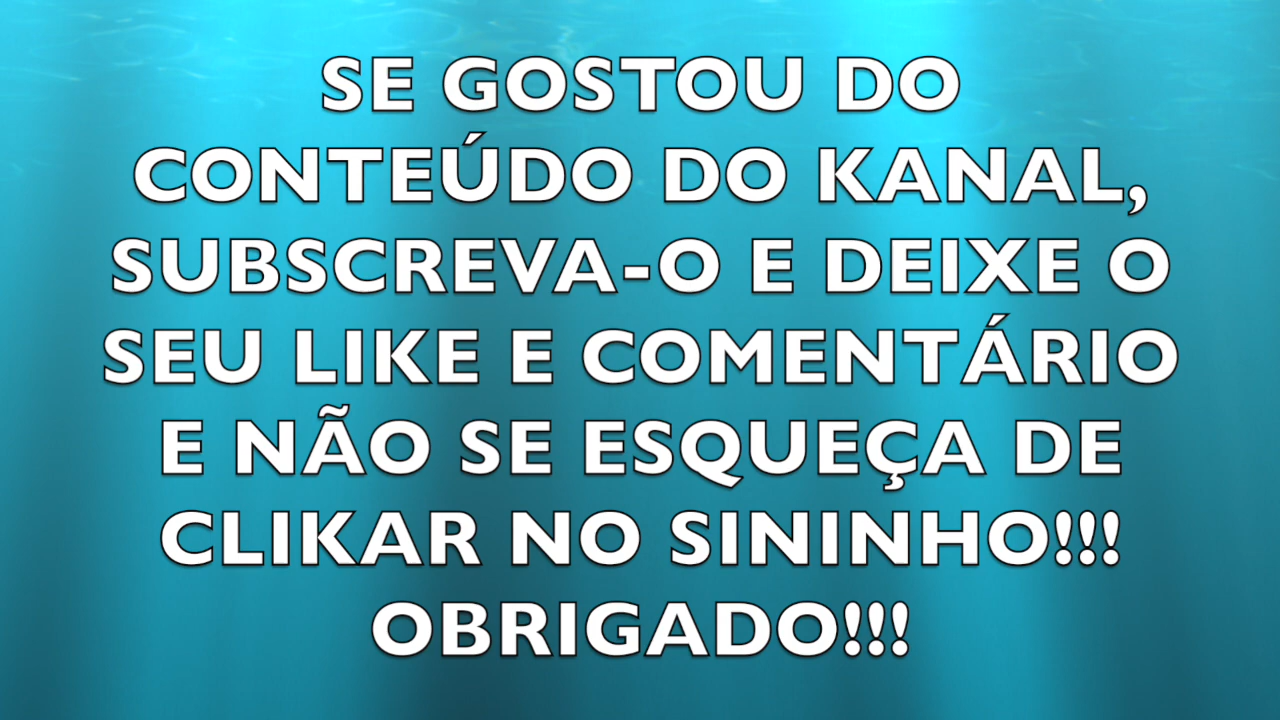 SE GOSTOU DO
CONTEÚDO DO KANAL,
SUBSCREVA-O E DEIXE O
SEU LIKE E COMENTÁRIO
E NÃO SE ESQUEÇA DE
CLIKAR NO SININHO!!!
OBRIGADO!!!